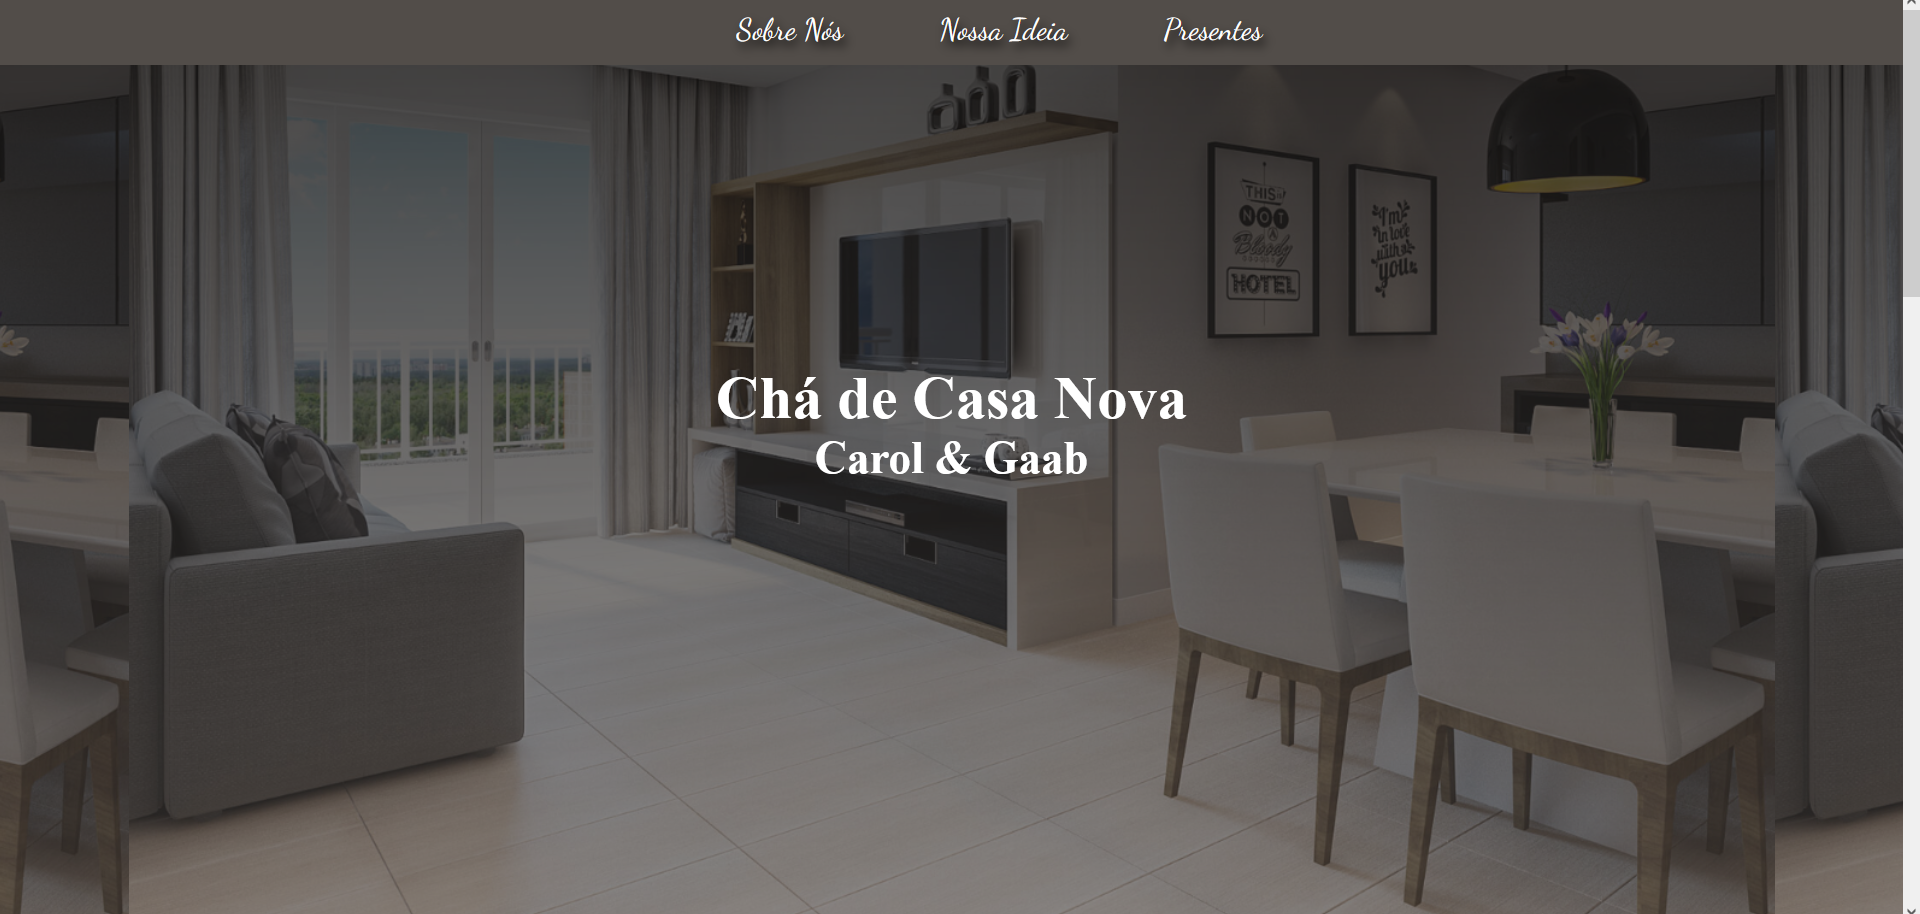 Sobre Nós Nossa Ideia Presentes
THIS is
NOT
A
Bloody
HOTEL
I'm
in love
with
you
Chá de Casa Nova
Carol & Gaab